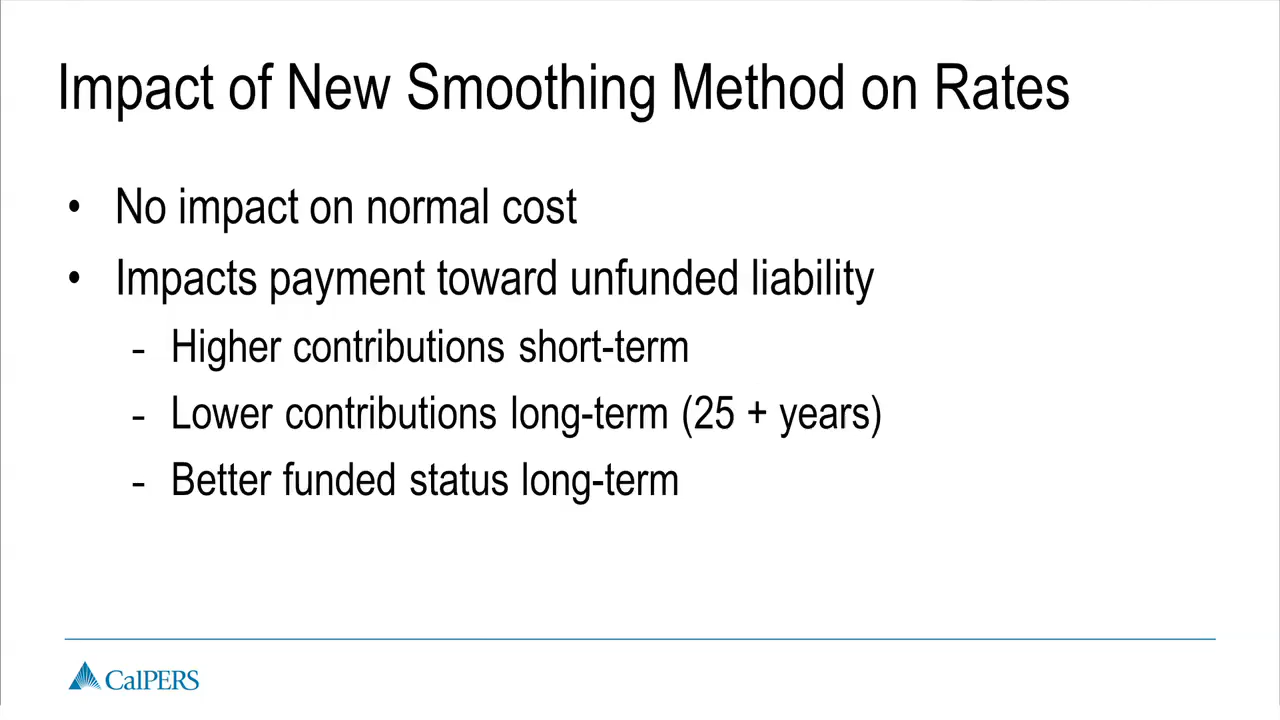 Impact of New Smoothing Method on Rates
• No impact on normal cost
• Impacts payment toward unfunded liability
- Higher contributions short-term
- Lower contributions long-term (25 + years)
- Better funded status long-term
CalPERS